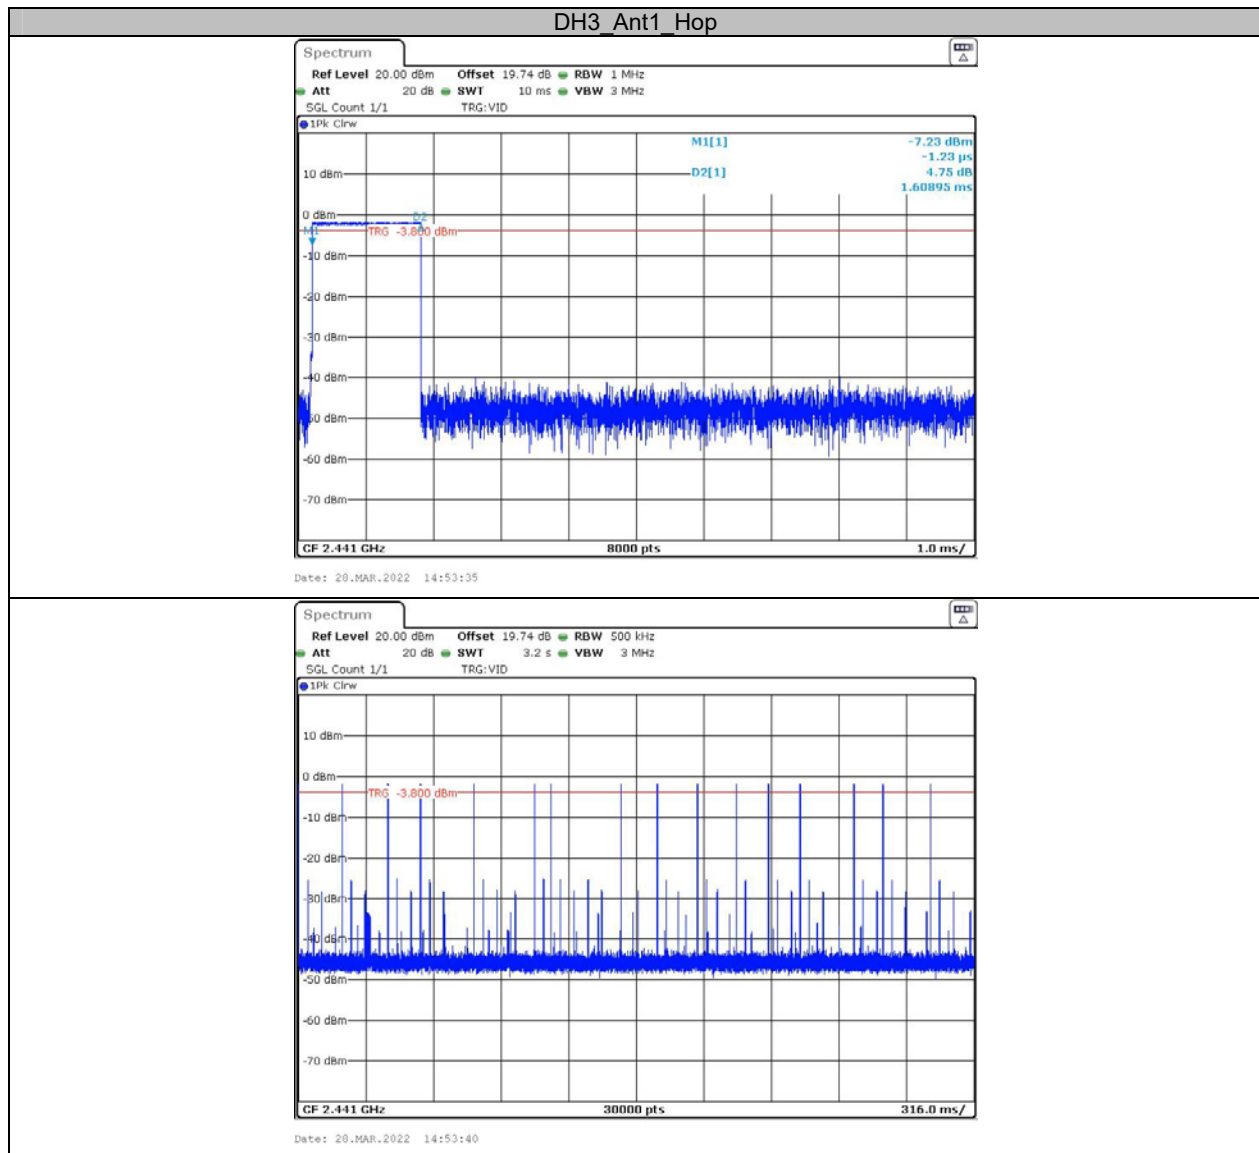 DH3_Ant1_Hop
Spectrum
Ref Level 20.00 dBm Offset 19.74 dB RBW 1 MHz
Att 20 dB SWT 10 ms VBW 3 MHz
SGL Count 1/1 TRG:VID
1Pk Clrw
M1[1] -7.23 dBm
-1.23 µs
10 dBm D2[1] 4.75 dB
1.60895 ms
0 dBm D2
M1 TRG -3.800 dBm
-10 dBm
-20 dBm
-30 dBm
-40 dBm
-50 dBm
-60 dBm
-70 dBm
CF 2.441 GHz 8000 pts 1.0 ms/
Date: 28.MAR.2022 14:53:35
Spectrum
Ref Level 20.00 dBm Offset 19.74 dB RBW 500 kHz
Att 20 dB SWT 3.2 s VBW 3 MHz
SGL Count 1/1 TRG:VID
1Pk Clrw
10 dBm
0 dBm
TRG -3.800 dBm
-10 dBm
-20 dBm
-30 dBm
-40 dBm
-50 dBm
-60 dBm
-70 dBm
CF 2.441 GHz 30000 pts 316.0 ms/
Date: 28.MAR.2022 14:53:40